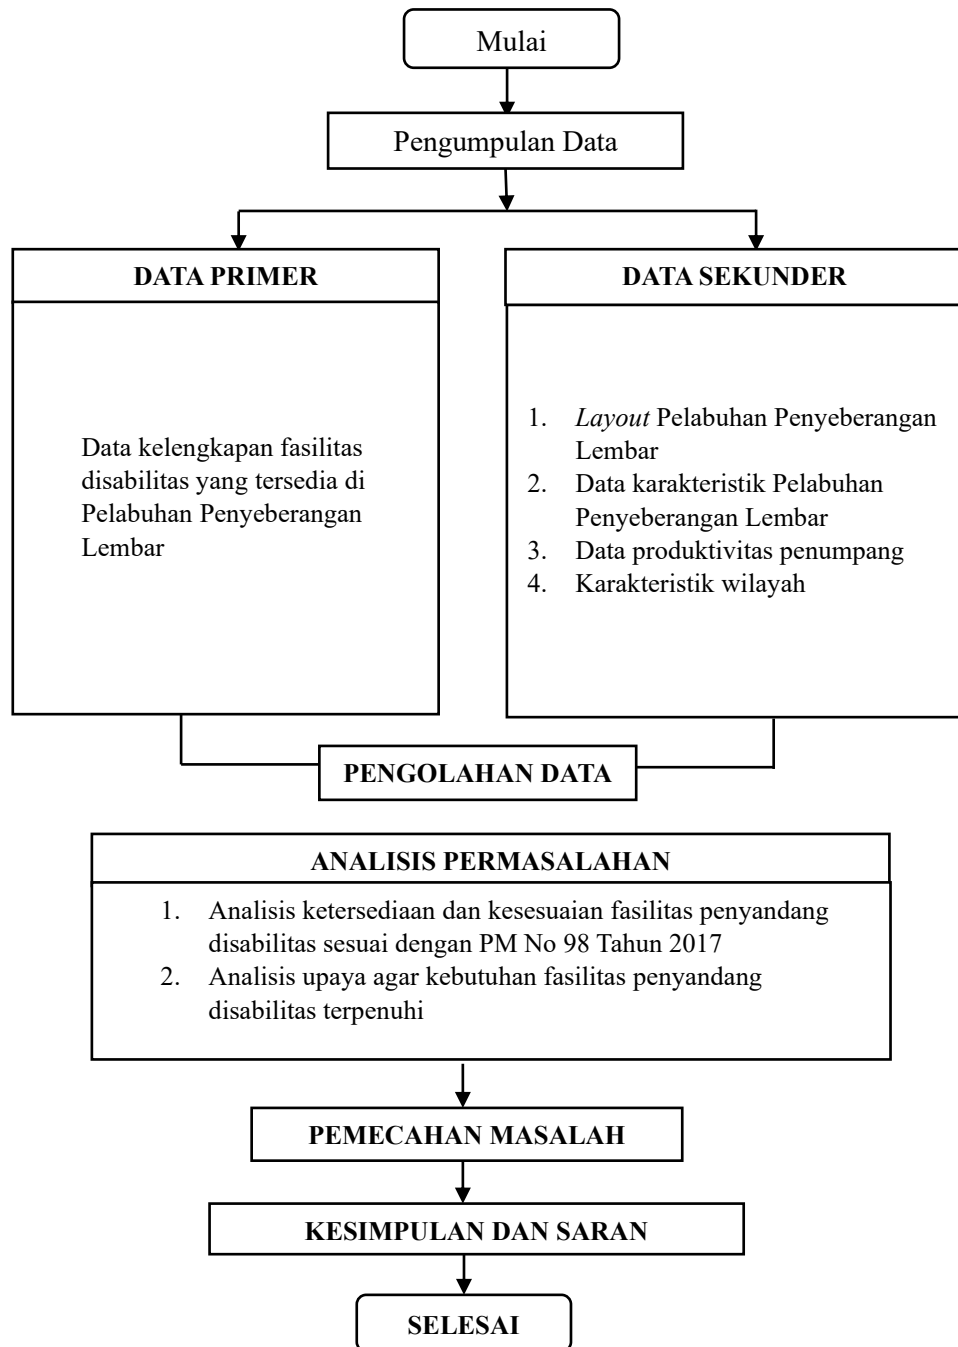 Mulai
Pengumpulan Data
DATA PRIMER
Data kelengkapan fasilitas
disabilitas yang tersedia di
Pelabuhan Penyeberangan
Lembar
DATA SEKUNDER
1. Layout Pelabuhan Penyeberangan
Lembar
2. Data karakteristik Pelabuhan
Penyeberangan Lembar
3. Data produktivitas penumpang
4. Karakteristik wilayah
PENGOLAHAN DATA
ANALISIS PERMASALAHAN
1. Analisis ketersediaan dan kesesuaian fasilitas penyandang
disabilitas sesuai dengan PM No 98 Tahun 2017
2. Analisis upaya agar kebutuhan fasilitas penyandang
disabilitas terpenuhi
PEMECAHAN MASALAH
KESIMPULAN DAN SARAN
SELESAI